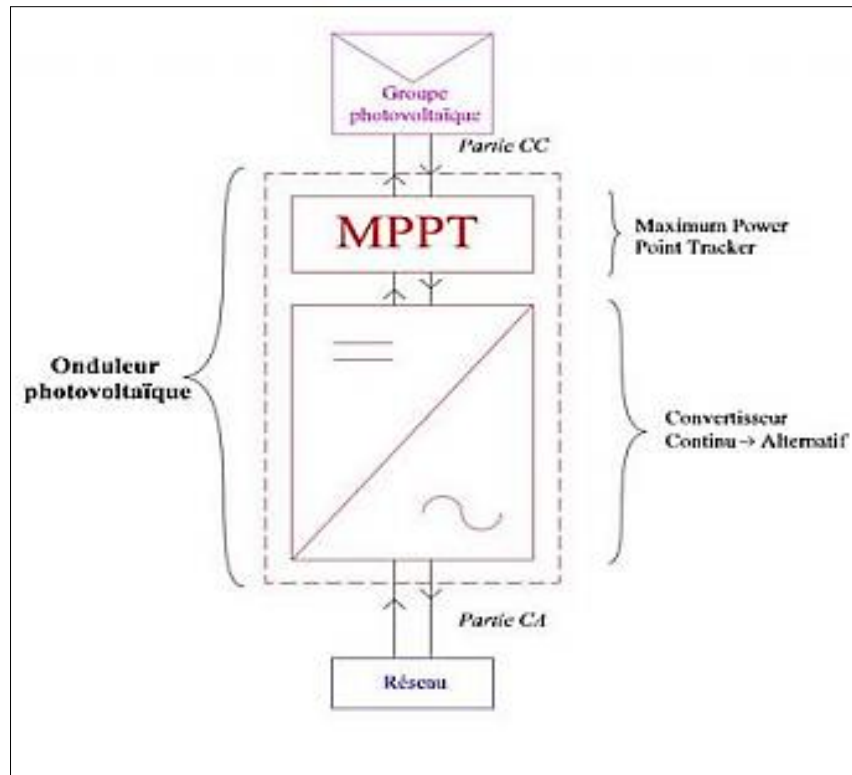 Groupe
photovoltaïque
Partie CC
MPPT
Maximum Power
Point Tracker
Onduleur
photovoltaïque
Convertisseur
Continu → Alternatif
Partie CA
Réseau